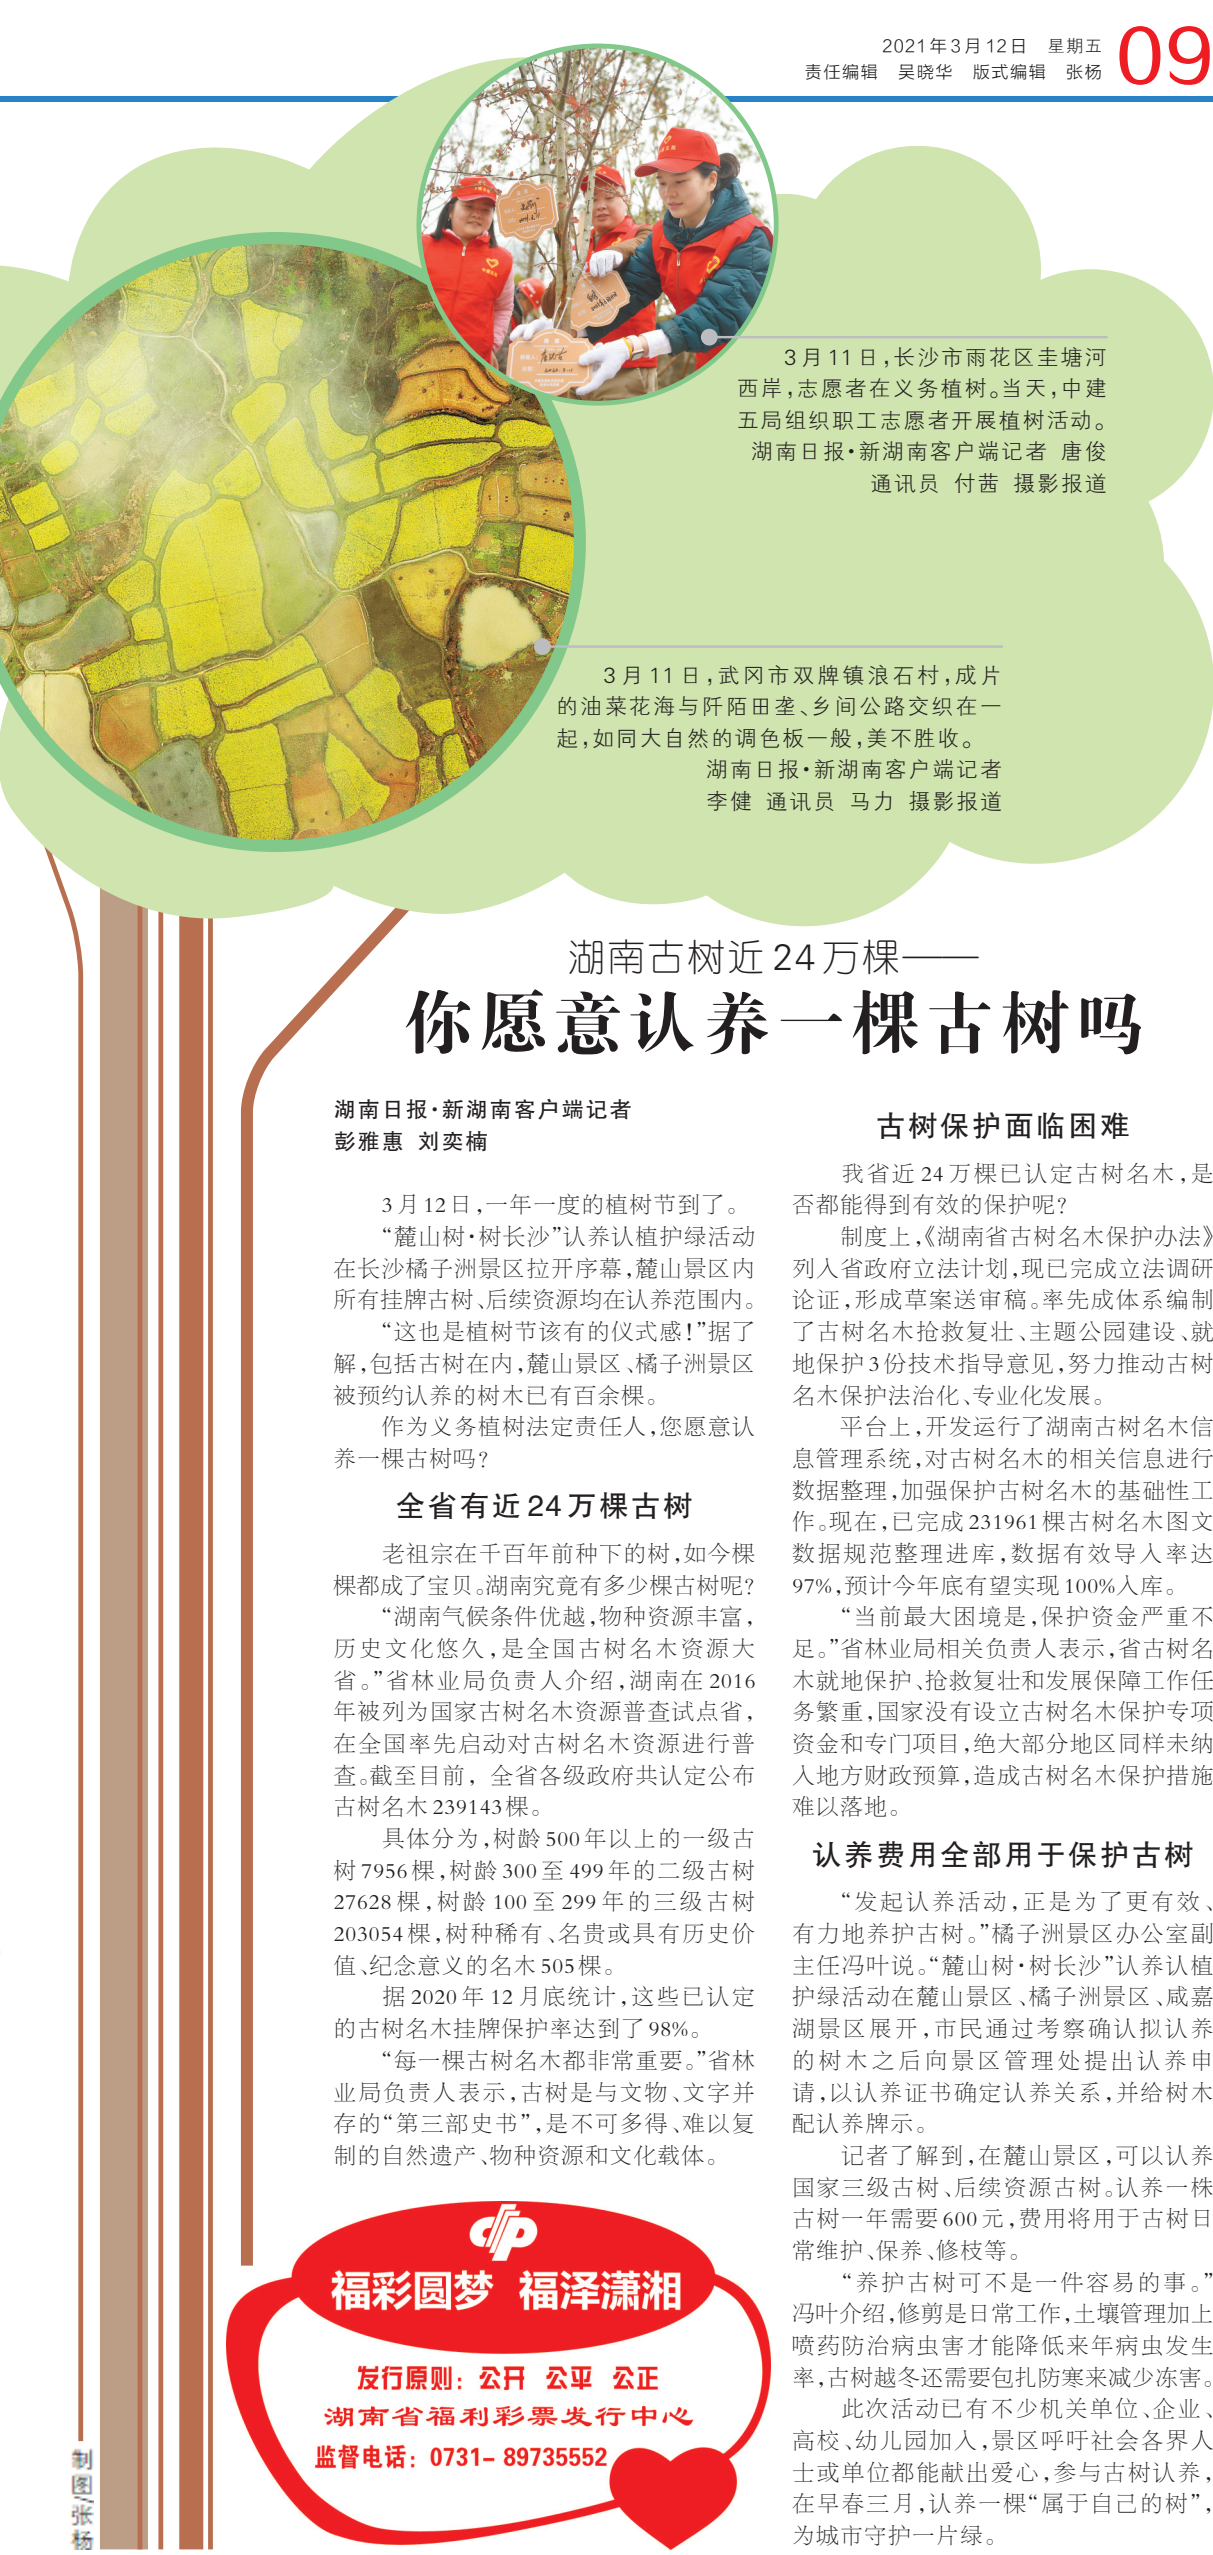 2021年3月12日 星期五
责任编辑 吴晓华 版式编辑 张杨
09
3月11日,长沙市雨花区圭塘河
西岸,志愿者在义务植树。当天,中建
五局组织职工志愿者开展植树活动。
湖南日报·新湖南客户端记者 唐俊
通讯员 付茜 摄影报道
3月11日,武冈市双牌镇浪石村,成片
的油菜花海与阡陌田垄、乡间公路交织在一
起,如同大自然的调色板一般,美不胜收。
湖南日报·新湖南客户端记者
李健 通讯员 马力 摄影报道
湖南古树近24万棵——
你愿意认养一棵古树吗
湖南日报·新湖南客户端记者
彭雅惠 刘奕楠
3月12日,一年一度的植树节到了。
“麓山树·树长沙”认养认植护绿活动
在长沙橘子洲景区拉开序幕,麓山景区内
所有挂牌古树、后续资源均在认养范围内。
“这也是植树节该有的仪式感!”据了
解,包括古树在内,麓山景区、橘子洲景区
被预约认养的树木已有百余棵。
作为义务植树法定责任人,您愿意认
养一棵古树吗?
全省有近24万棵古树
老祖宗在千百年前种下的树,如今棵
棵都成了宝贝。湖南究竟有多少棵古树呢?
“湖南气候条件优越,物种资源丰富,
历史文化悠久,是全国古树名木资源大
省。”省林业局负责人介绍,湖南在2016
年被列为国家古树名木资源普查试点省,
在全国率先启动对古树名木资源进行普
查。截至目前, 全省各级政府共认定公布
古树名木239143棵。
具体分为,树龄500年以上的一级古
树7956棵,树龄300至499年的二级古树
27628棵,树龄100至299年的三级古树
203054棵,树种稀有、名贵或具有历史价
值、纪念意义的名木505棵。
据2020年12月底统计,这些已认定
的古树名木挂牌保护率达到了98%。
“每一棵古树名木都非常重要。”省林
业局负责人表示,古树是与文物、文字并
存的“第三部史书”,是不可多得、难以复
制的自然遗产、物种资源和文化载体。
古树保护面临困难
我省近24万棵已认定古树名木,是
否都能得到有效的保护呢?
制度上,《湖南省古树名木保护办法》
列入省政府立法计划,现已完成立法调研
论证,形成草案送审稿。率先成体系编制
了古树名木抢救复壮、主题公园建设、就
地保护3份技术指导意见,努力推动古树
名木保护法治化、专业化发展。
平台上,开发运行了湖南古树名木信
息管理系统,对古树名木的相关信息进行
数据整理,加强保护古树名木的基础性工
作。现在,已完成231961棵古树名木图文
数据规范整理进库,数据有效导入率达
97%,预计今年底有望实现100%入库。
“当前最大困境是,保护资金严重不
足。”省林业局相关负责人表示,省古树名
木就地保护、抢救复壮和发展保障工作任
务繁重,国家没有设立古树名木保护专项
资金和专门项目,绝大部分地区同样未纳
入地方财政预算,造成古树名木保护措施
难以落地。
认养费用全部用于保护古树
“发起认养活动,正是为了更有效、
有力地养护古树。”橘子洲景区办公室副
主任冯叶说。“麓山树·树长沙”认养认植
护绿活动在麓山景区、橘子洲景区、咸嘉
湖景区展开,市民通过考察确认拟认养
的树木之后向景区管理处提出认养申
请,以认养证书确定认养关系,并给树木
配认养牌示。
记者了解到,在麓山景区,可以认养
国家三级古树、后续资源古树。认养一株
古树一年需要600元,费用将用于古树日
常维护、保养、修枝等。
“养护古树可不是一件容易的事。”
冯叶介绍,修剪是日常工作,土壤管理加上
喷药防治病虫害才能降低来年病虫发生
率,古树越冬还需要包扎防寒来减少冻害。
此次活动已有不少机关单位、企业、
高校、幼儿园加入,景区呼吁社会各界人
士或单位都能献出爱心,参与古树认养,
在早春三月,认养一棵“属于自己的树”,
为城市守护一片绿。
福彩圆梦 福泽潇湘
发行原则：公开 公平 公正
湖南省福利彩票发行中心
监督电话：0731-89735552
制图/张杨